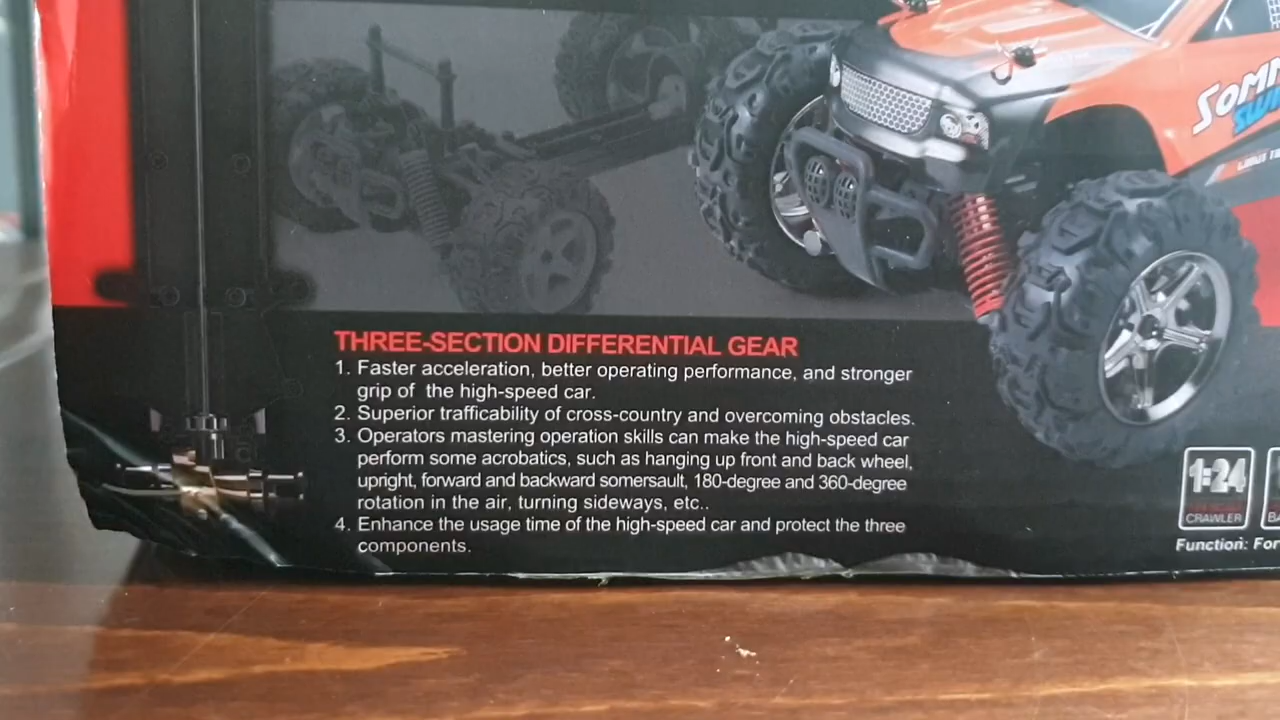 THREE-SECTION DIFFERENTIAL GEAR
1. Faster acceleration, better operating performance, and stronger
grip of the high-speed car.
2. Superior trafficability of cross-country and overcoming obstacles.
3. Operators mastering operation skills can make the high-speed car
perform some acrobatics, such as hanging up front and back wheel,
upright, forward and backward somersault, 180-degree and 360-degree
rotation in the air, turning sideways, etc..
4. Enhance the usage time of the high-speed car and protect the three
components.
1:24
CRAWLER
Function: